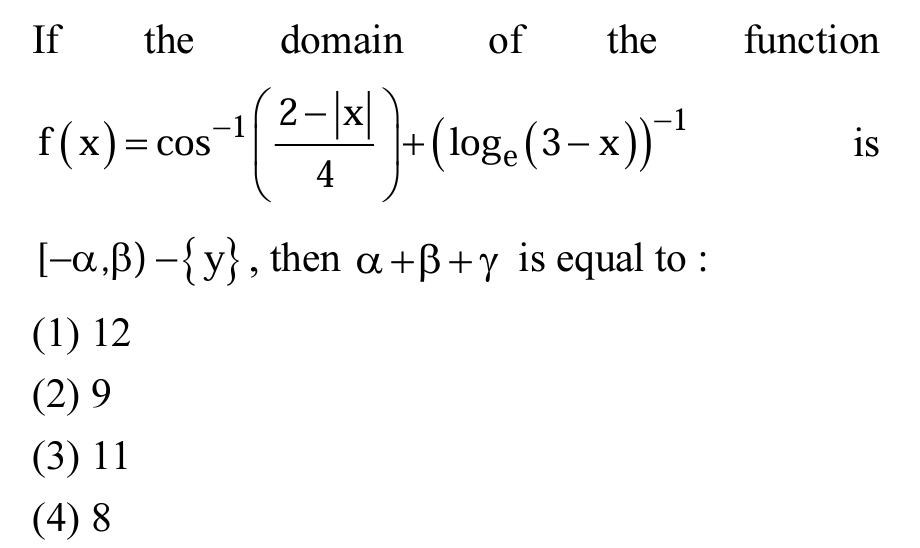 If the domain of the function
f(x) = cos⁻¹((2−|x|)/4) + (logₑ(3−x))⁻¹ is
[−α,β) − {y}, then α+β+γ is equal to :
(1) 12
(2) 9
(3) 11
(4) 8